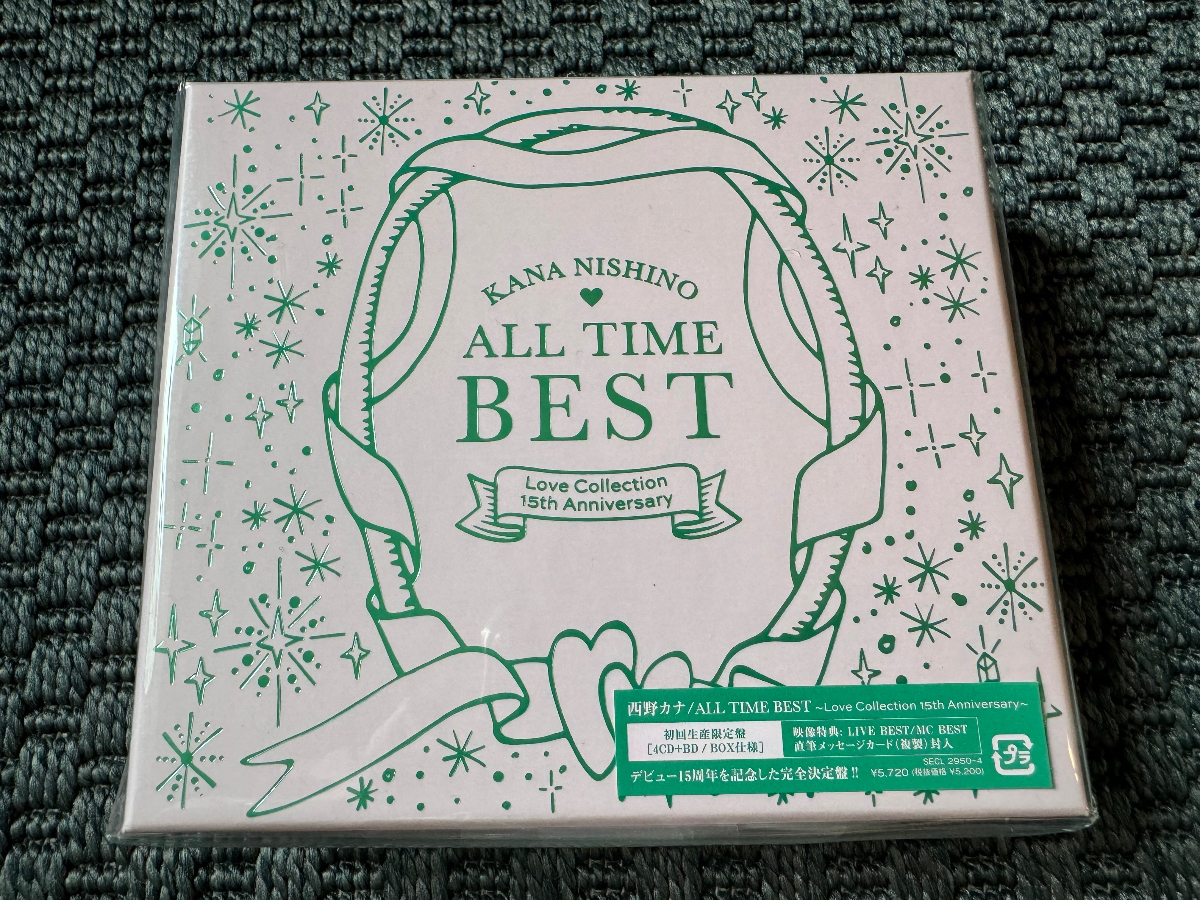 KANA NISHINO
ALL TIME
BEST
Love Collection
15th Anniversary
西野カナ/ALL TIME BEST ~Love Collection 15th Anniversary~
初回生産限定盤
[4CD+BD / BOX仕様]
映像特典: LIVE BEST/MC BEST
直筆メッセージカード(複製)封入
SECL 2950-4
デビュー15周年を記念した完全決定盤!! ¥5,720 (税抜価格 ¥5,200)
プラ